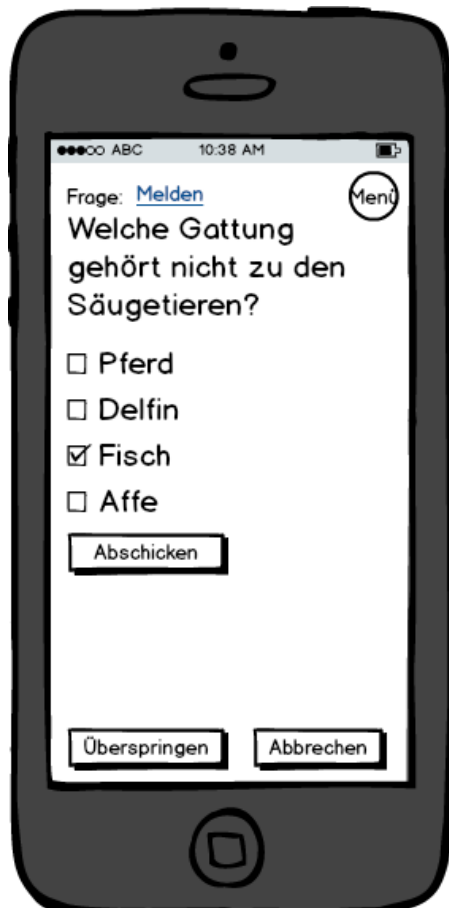 ABC 10:38 AM
Frage: Melden
Menü
Welche Gattung
gehört nicht zu den
Säugetieren?
Pferd
Delfin
Fisch
Affe
Abschicken
Überspringen Abbrechen